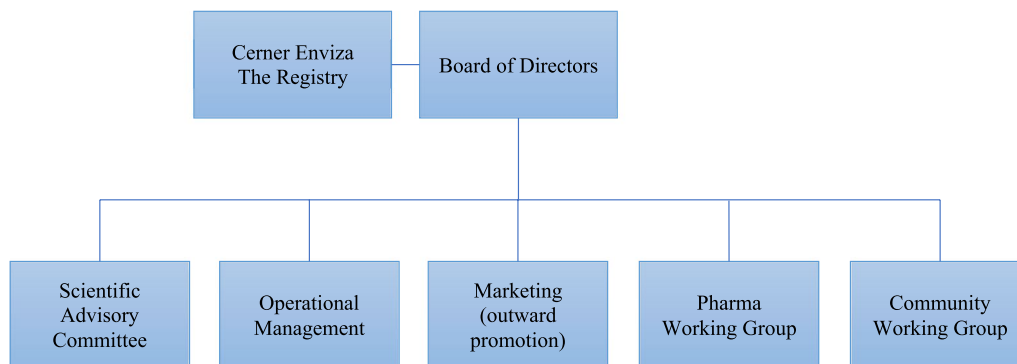 Cerner Enviza
The Registry
Board of Directors
Scientific
Advisory
Committee
Operational
Management
Marketing
(outward
promotion)
Pharma
Working Group
Community
Working Group